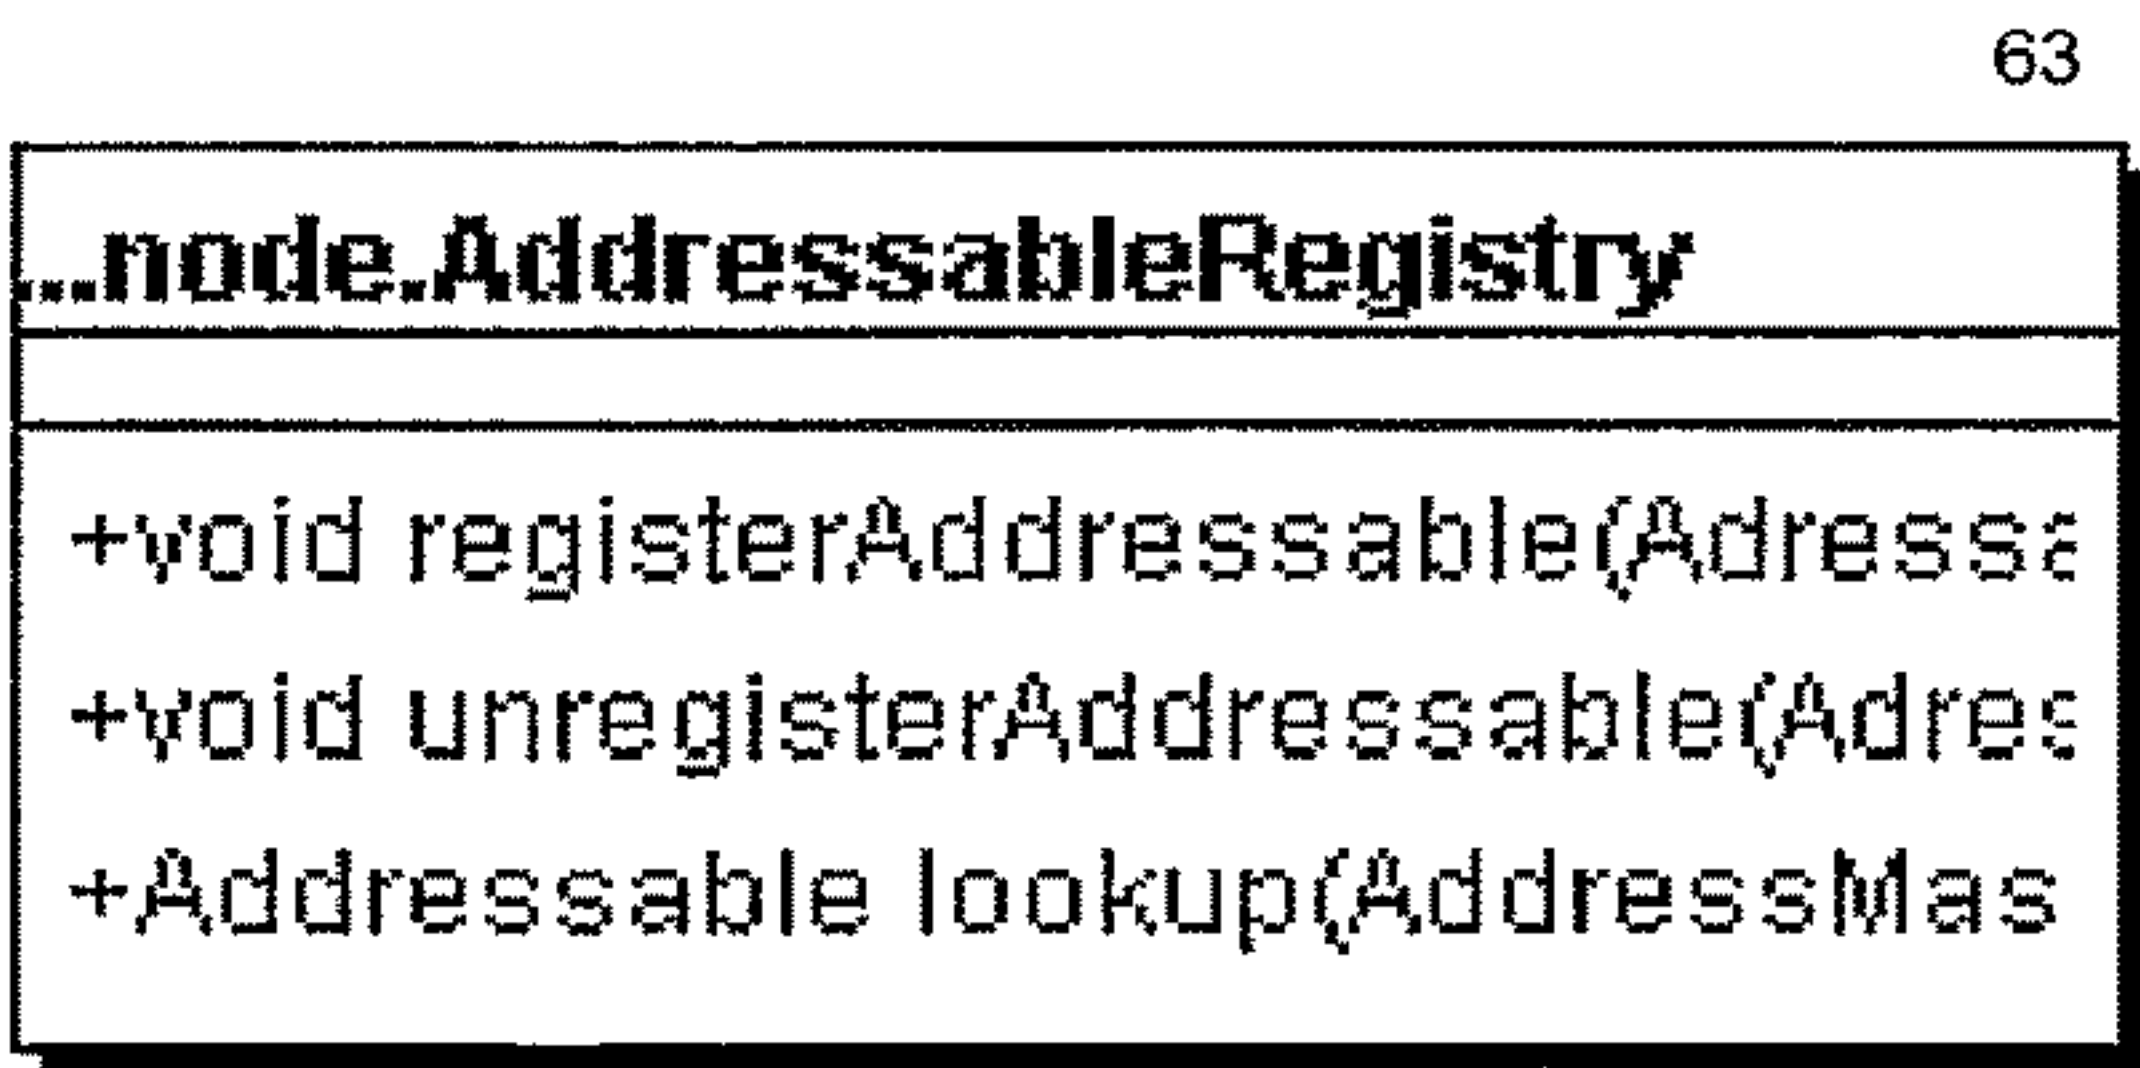 63
...node.AddressableRegistry
+void registerAddressable(Adressa
+void unregisterAddressable(Adres
+Addressable lookup(AddressMas